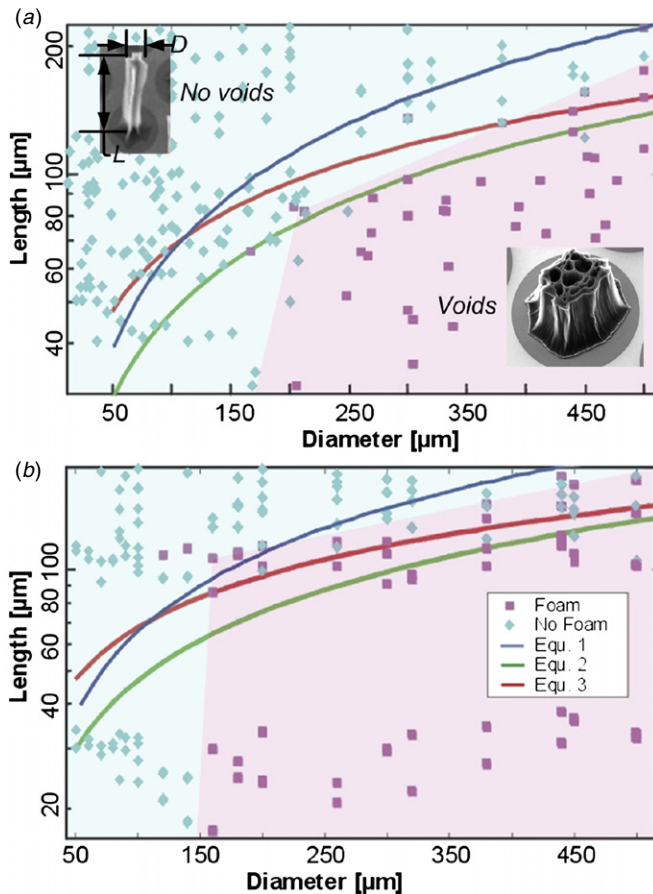 (a)
200
100
80
60
40
Length [µm]
D
L
No voids
Voids
50
150
250
350
450
Diameter [µm]
(b)
100
80
60
40
20
Length [µm]
Foam
No Foam
Equ. 1
Equ. 2
Equ. 3
50
150
250
350
450
Diameter [µm]